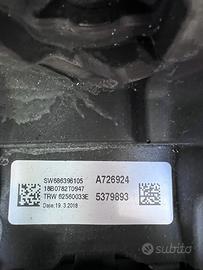 SW686396105
A726924
18B078270947
TRW 62560033E
5379893
Date: 19.3.2018
subito